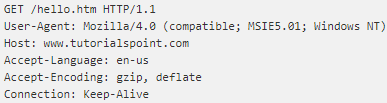 GET /hello.htm HTTP/1.1
User-Agent: Mozilla/4.0 (compatible; MSIE5.01; Windows NT)
Host: www.tutorialspoint.com
Accept-Language: en-us
Accept-Encoding: gzip, deflate
Connection: Keep-Alive